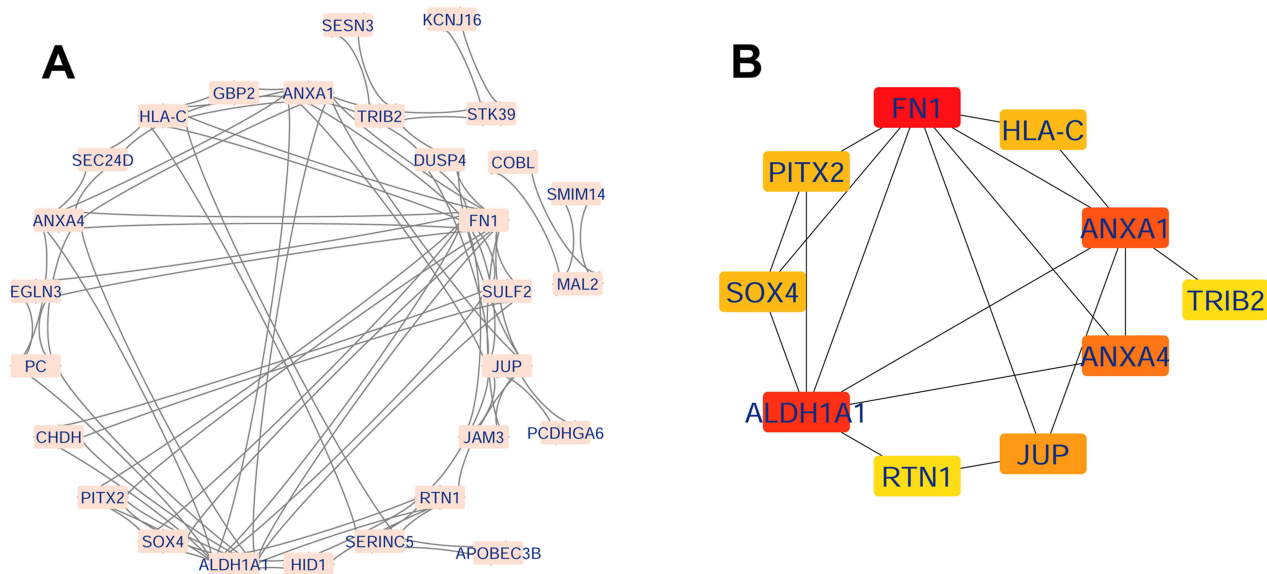 A
SESN3
KCNJ16
GBP2
ANXA1
HLA-C
TRIB2
STK39
SEC24D
DUSP4
COBL
SMIM14
ANXA4
FN1
EGLN3
SULF2
MAL2
PC
JUP
CHDH
JAM3
PCDHGA6
PITX2
RTN1
SOX4
SERINC5
APOBEC3B
ALDH1A1
HID1
B
FN1
HLA-C
PITX2
ANXA1
SOX4
TRIB2
ANXA4
ALDH1A1
JUP
RTN1